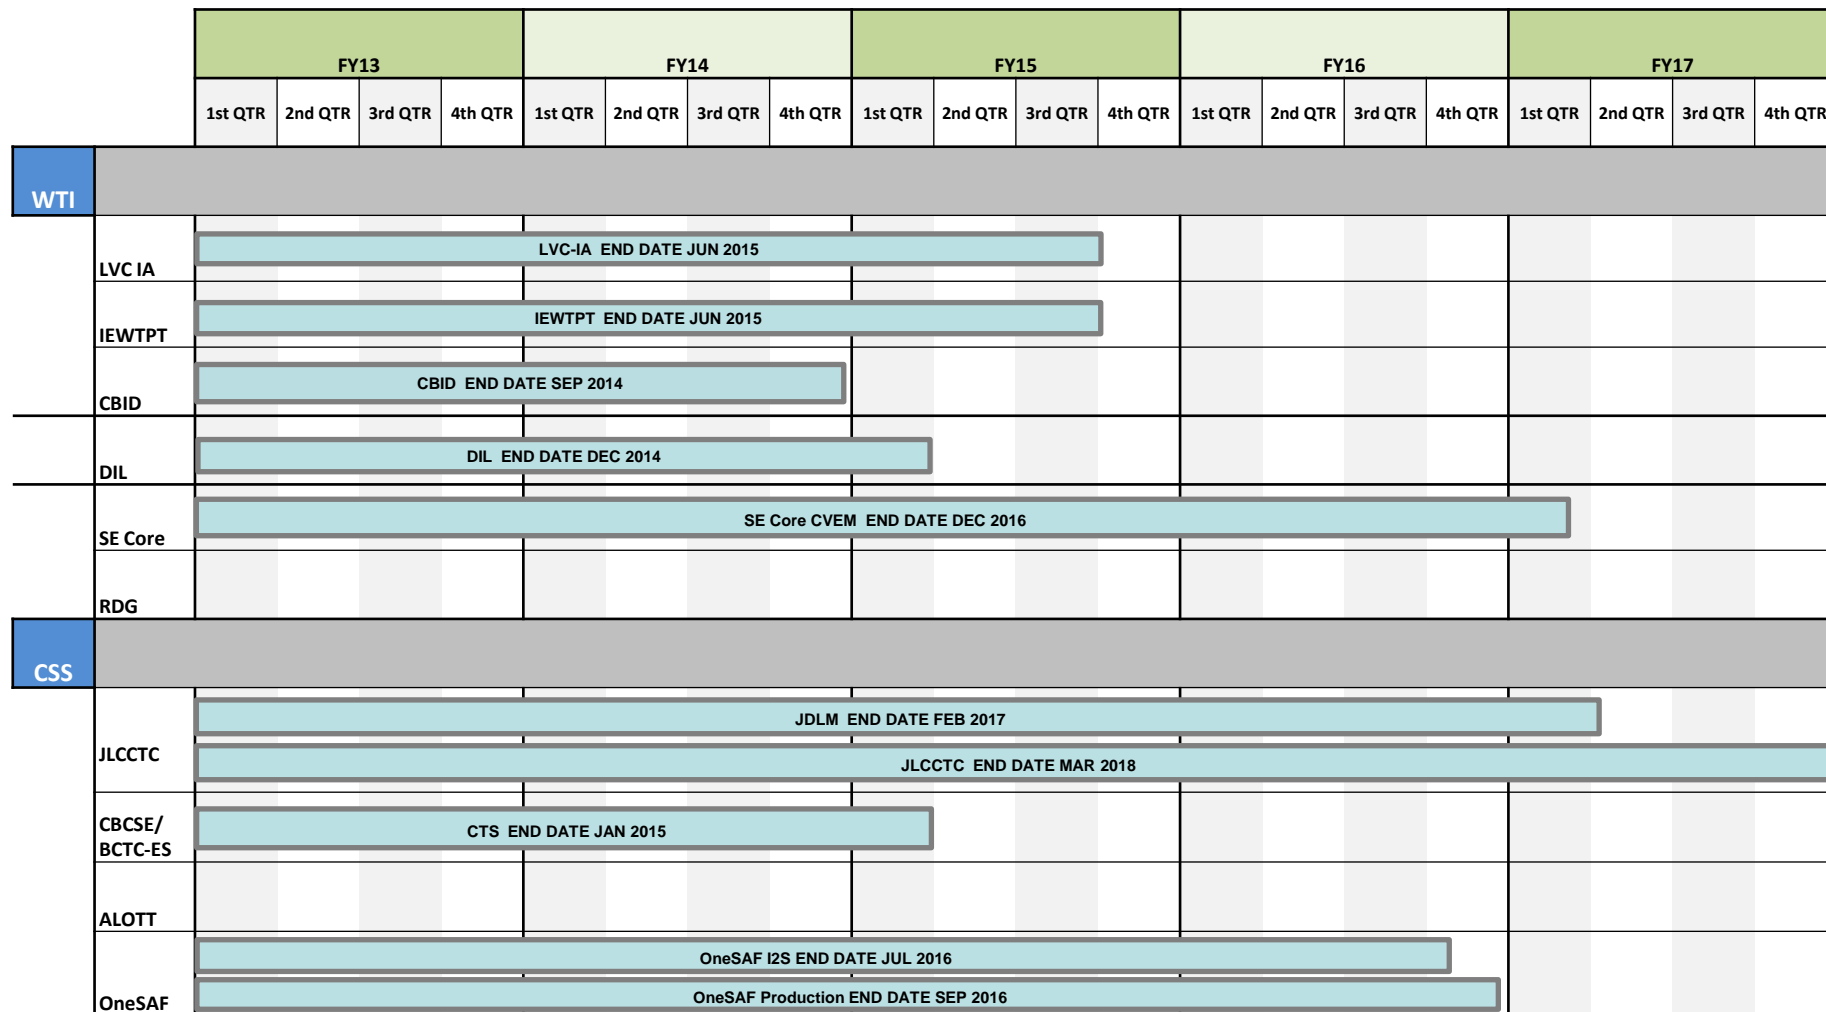 FY13 FY14 FY15 FY16 FY17
1st QTR 2nd QTR 3rd QTR 4th QTR 1st QTR 2nd QTR 3rd QTR 4th QTR 1st QTR 2nd QTR 3rd QTR 4th QTR 1st QTR 2nd QTR 3rd QTR 4th QTR 1st QTR 2nd QTR 3rd QTR 4th QTR
WTI
LVC-IA END DATE JUN 2015
LVC IA
IEWTPT END DATE JUN 2015
IEWTPT
CBID END DATE SEP 2014
CBID
DIL END DATE DEC 2014
DIL
SE Core CVEM END DATE DEC 2016
SE Core
RDG
CSS
JDLM END DATE FEB 2017
JLCCTC
JLCCTC END DATE MAR 2018
CBCSE/
BCTC-ES
CTS END DATE JAN 2015
ALOTT
OneSAF I2S END DATE JUL 2016
OneSAF Production END DATE SEP 2016
OneSAF